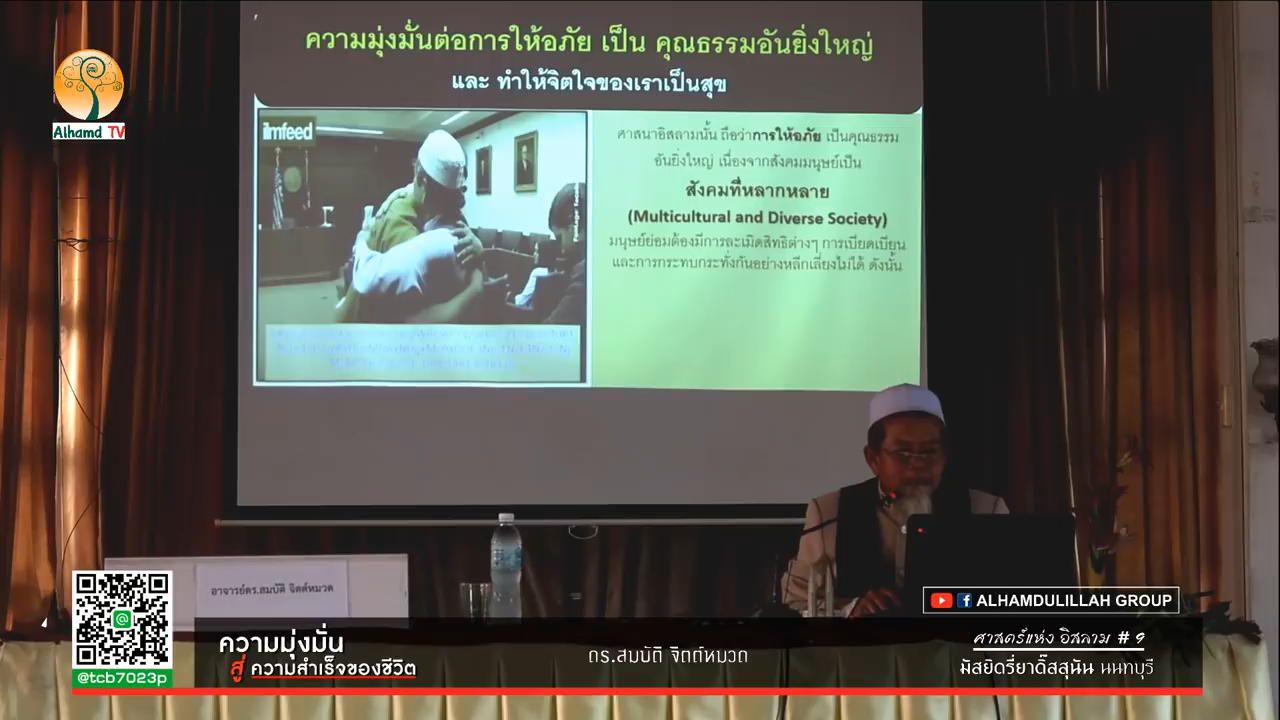 ความมุ่งมั่นต่อการให้อภัย เป็น คุณธรรมอันยิ่งใหญ่
และ ทำให้จิตใจของเราเป็นสุข
Alhamd TV
ilmfeed
ศาสนาอิสลามนั้น ถือว่าการให้อภัย เป็นคุณธรรม
อันยิ่งใหญ่ เนื่องจากสังคมมนุษย์เป็น
สังคมที่หลากหลาย
(Multicultural and Diverse Society)
มนุษย์ย่อมต้องมีการละเมิดสิทธิต่างๆ การเบียดเบียน
และการกระทบกระทั่งกันอย่างหลีกเลี่ยงไม่ได้ ดังนั้น
อาจารย์ดร.สมบัติ จิตต์หมวด
ALHAMDULILLAH GROUP
ความมุ่งมั่น
สู่ ความสำเร็จของชีวิต
ดร.สมบัติ จิตต์หมวด
ศาสตร์แห่ง อิสลาม # 9
มัสยิดรี่ยาดิ๊สสุนัน นนทบุรี
@tcb7023p